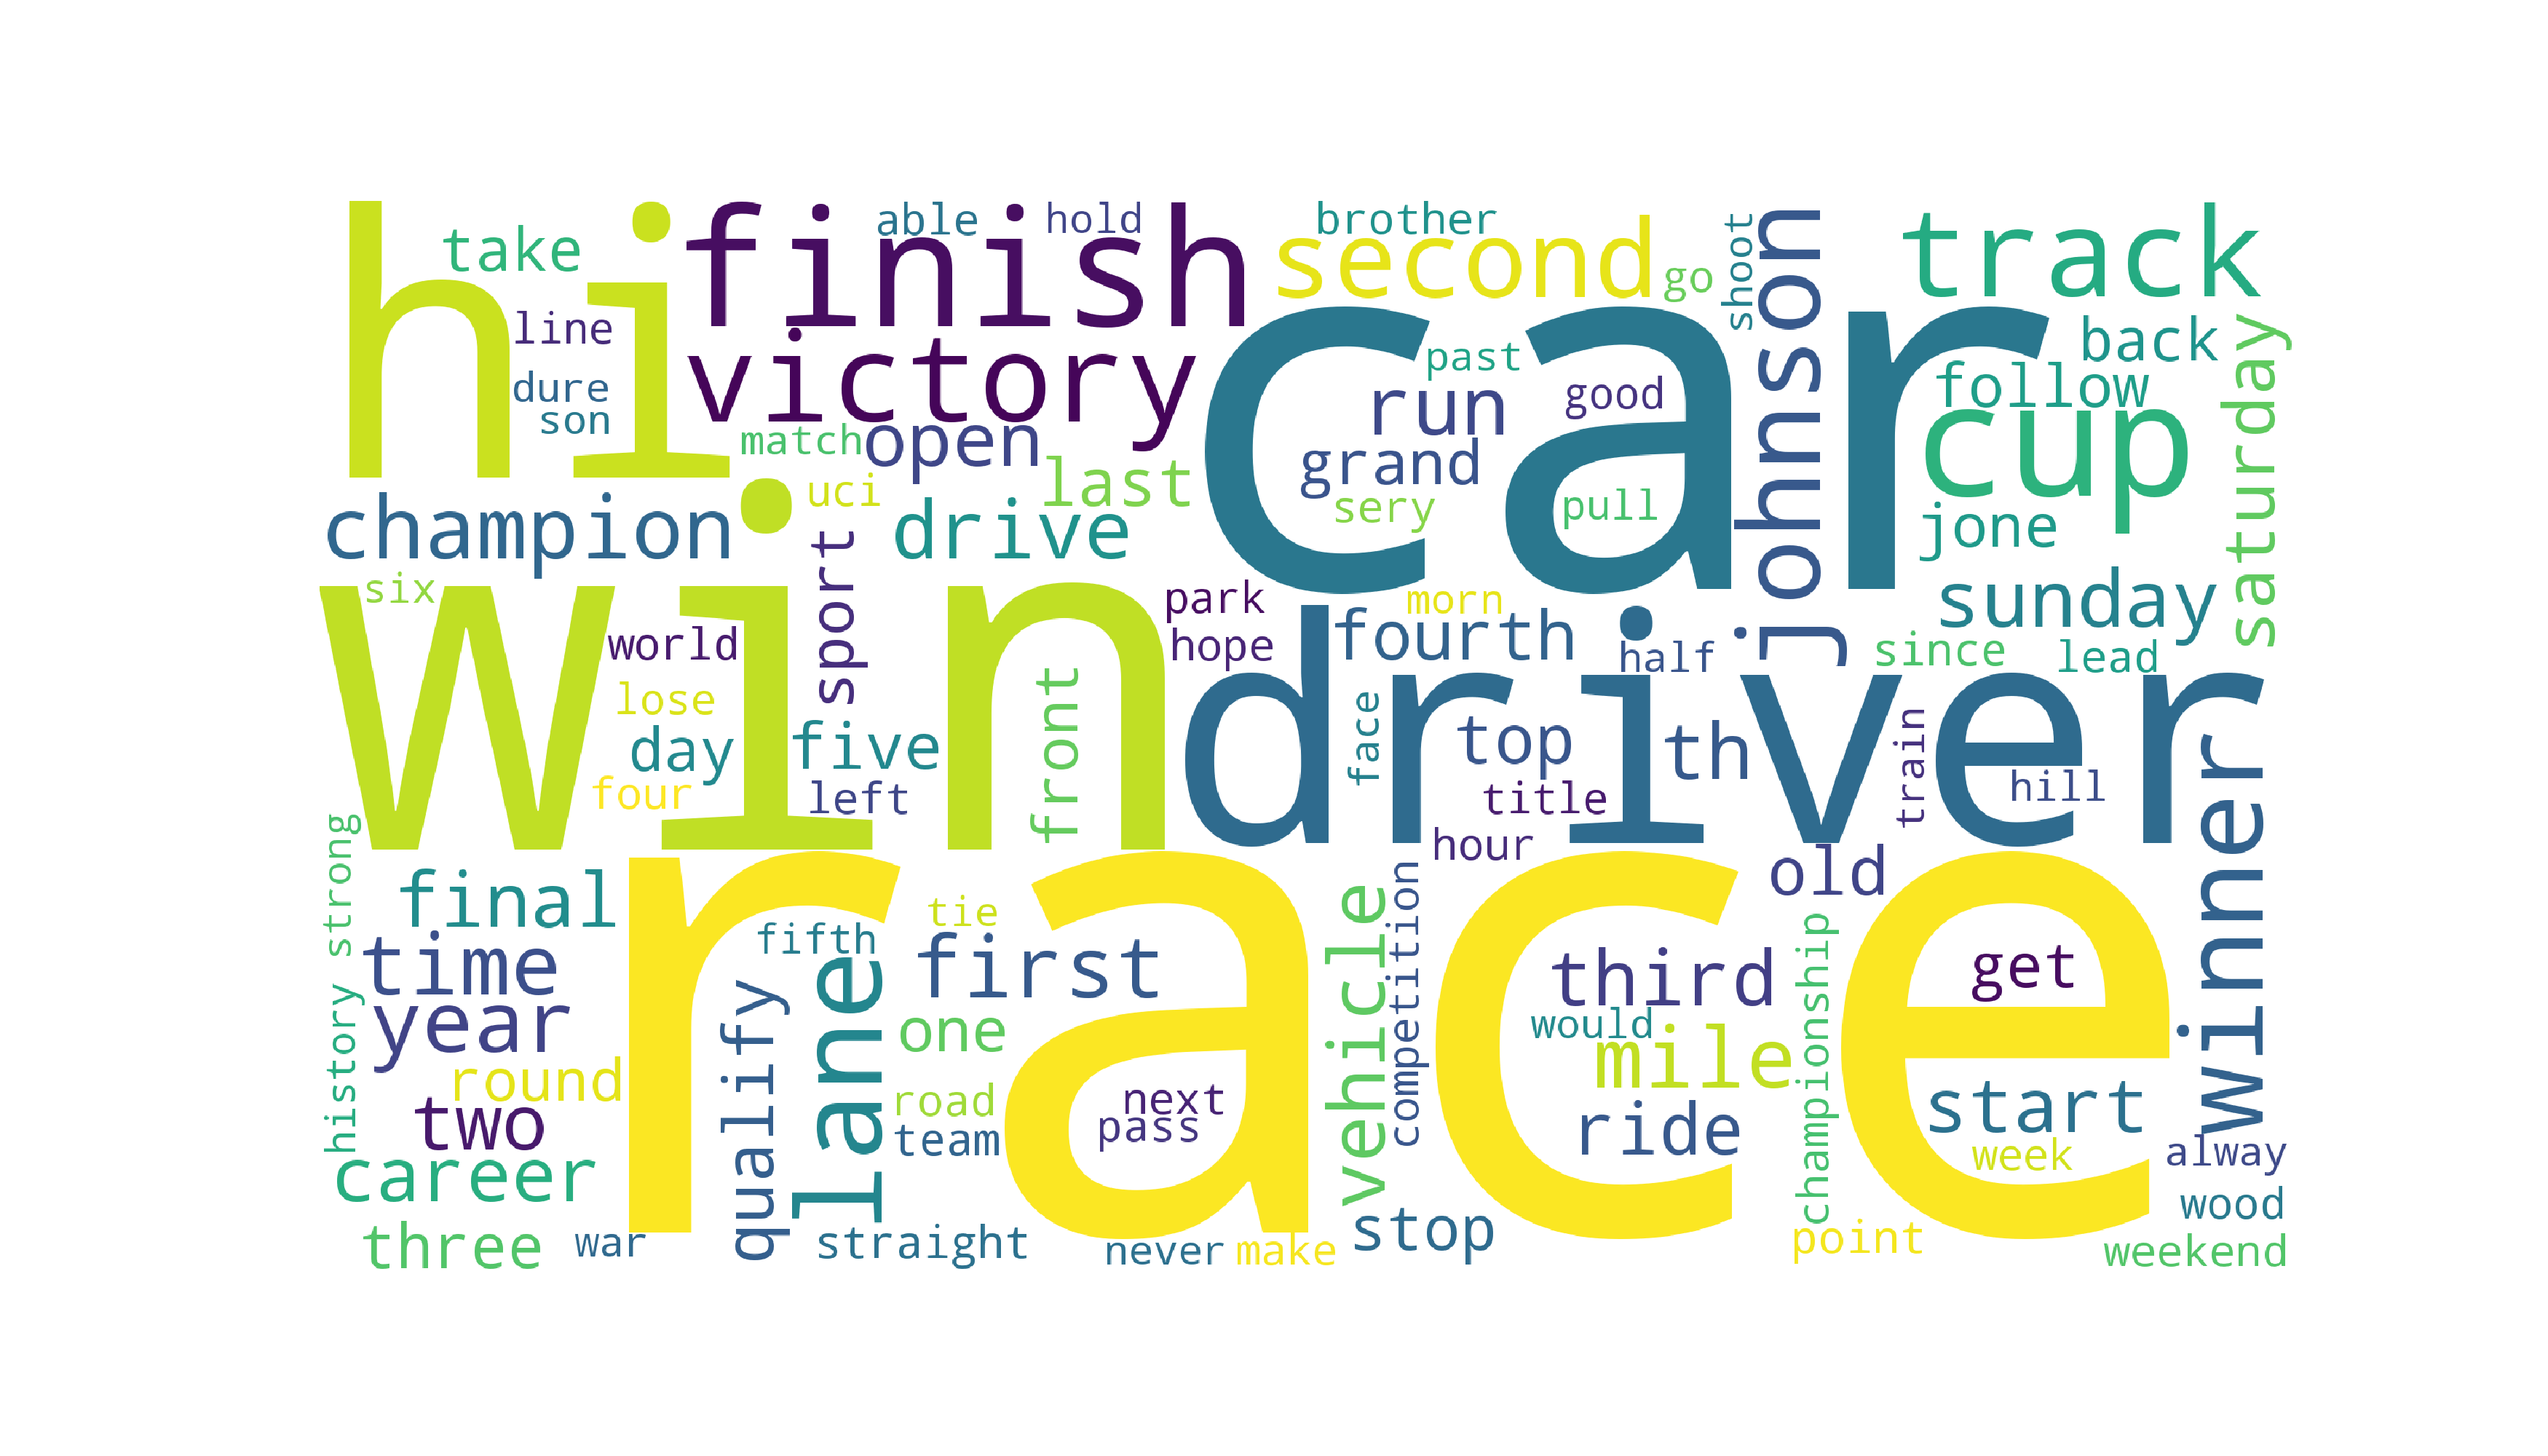 hi
take
finish
able
hold
brother
second
go
shoot
johnson
track
line
dure
son
victory
car
past
run
good
back
follow
cup
saturday
match
open
last
grand
sery
pull
jone
champion
uci
drive
sport
six
win
park
hope
morn
fourth
half
driver
sunday
since
lead
world
lose
day
four
five
left
front
face
top
th
title
hour
train
hill
winner
strong
history
final
time
year
round
two
career
three
war
race
fifth
tie
first
qualify
lane
one
road
team
next
pass
straight
never
make
vehicle
competition
stop
old
third
would
mile
ride
championship
point
get
start
week
alway
wood
weekend